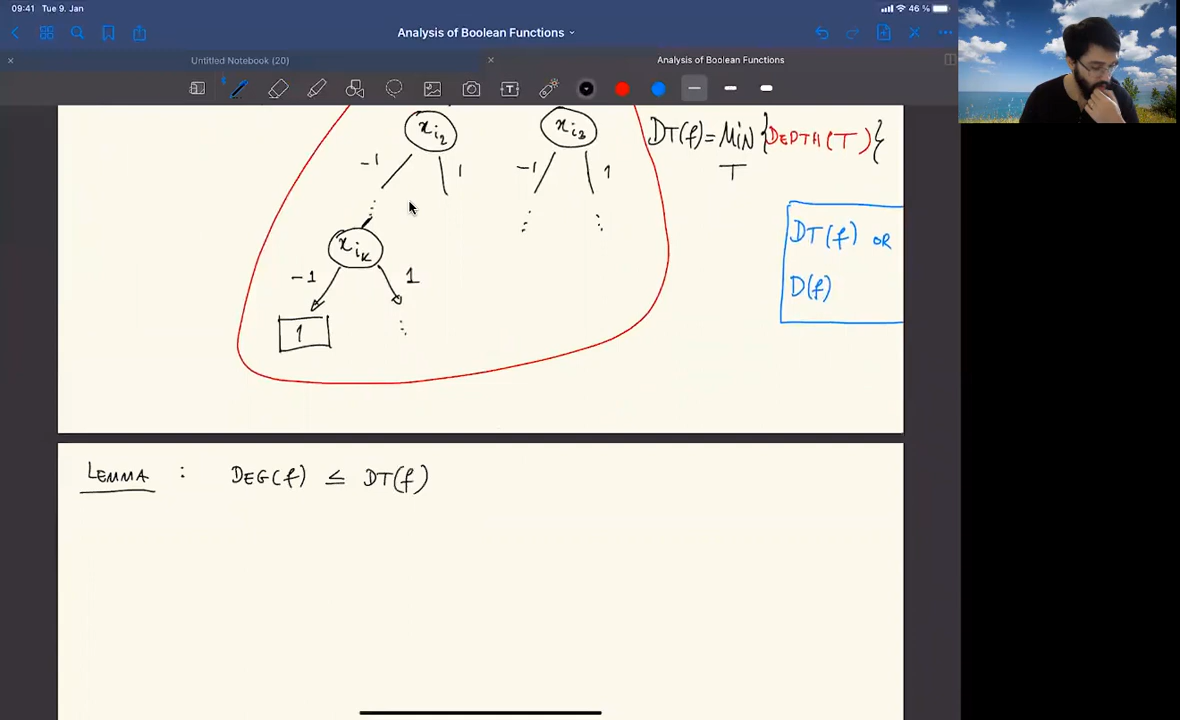 09:41 Tue 9. Jan
46 %
Analysis of Boolean Functions
Untitled Notebook (20)
Analysis of Boolean Functions
x_{i_2}
x_{i_3}
DT(f) = MIN_T {DEPTH(T)}
-1
1
-1
1
DT(f) OR
D(f)
x_{i_k}
-1
1
1
LEMMA : DEG(f) ≤ DT(f)